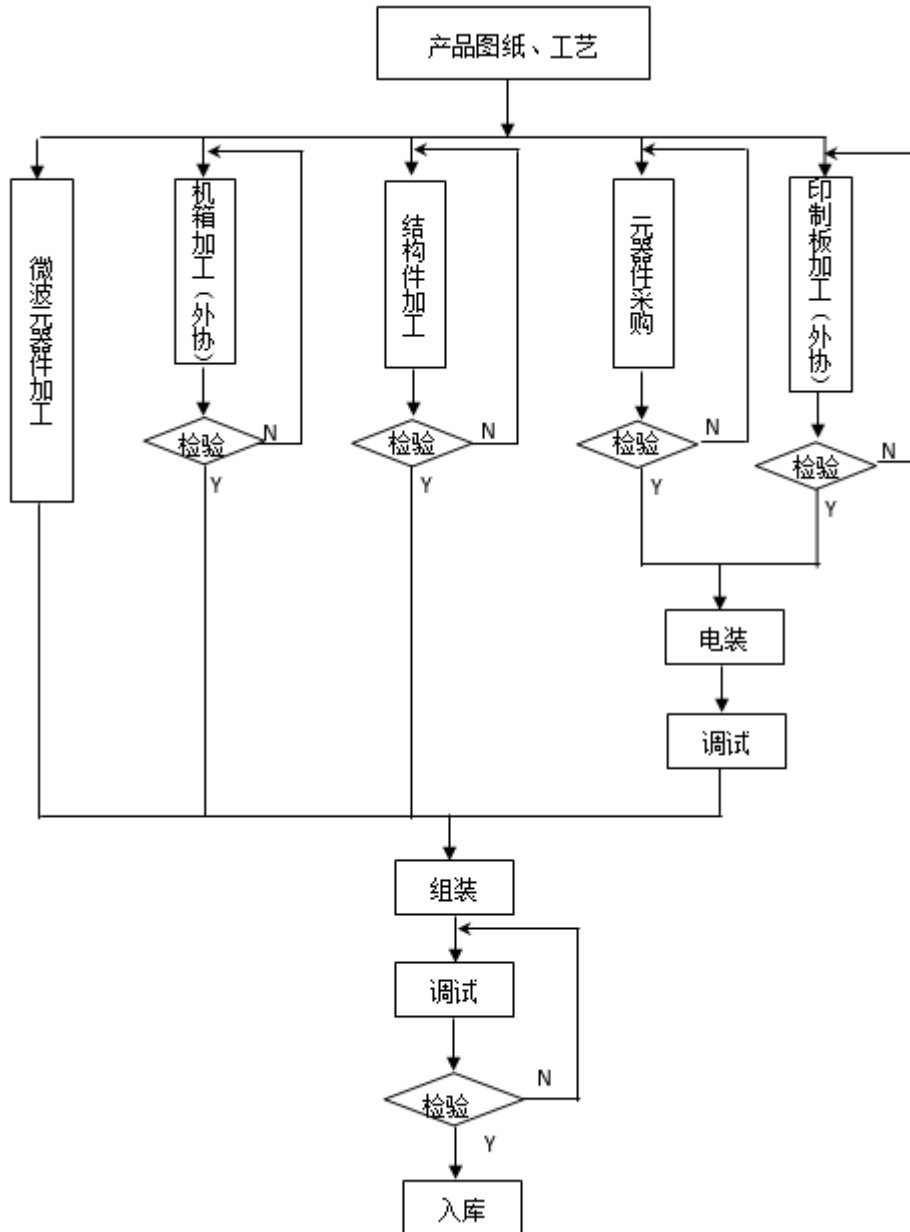 产品图纸、工艺
微波元器件加工
机箱加工（外协）
结构件加工
元器件采购
印制板加工（外协）
检验
N
检验
N
检验
N
检验
N
Y
Y
Y
Y
电装
调试
组装
调试
检验
N
Y
入库